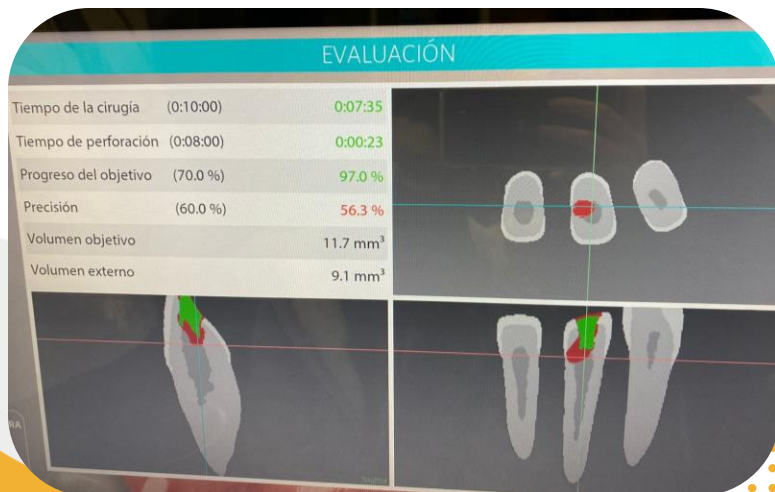 EVALUACIÓN
Tiempo de la cirugía (0:10:00) 0:07:35
Tiempo de perforación (0:08:00) 0:00:23
Progreso del objetivo (70.0 %) 97.0 %
Precisión (60.0 %) 56.3 %
Volumen objetivo 11.7 mm³
Volumen externo 9.1 mm³
RA